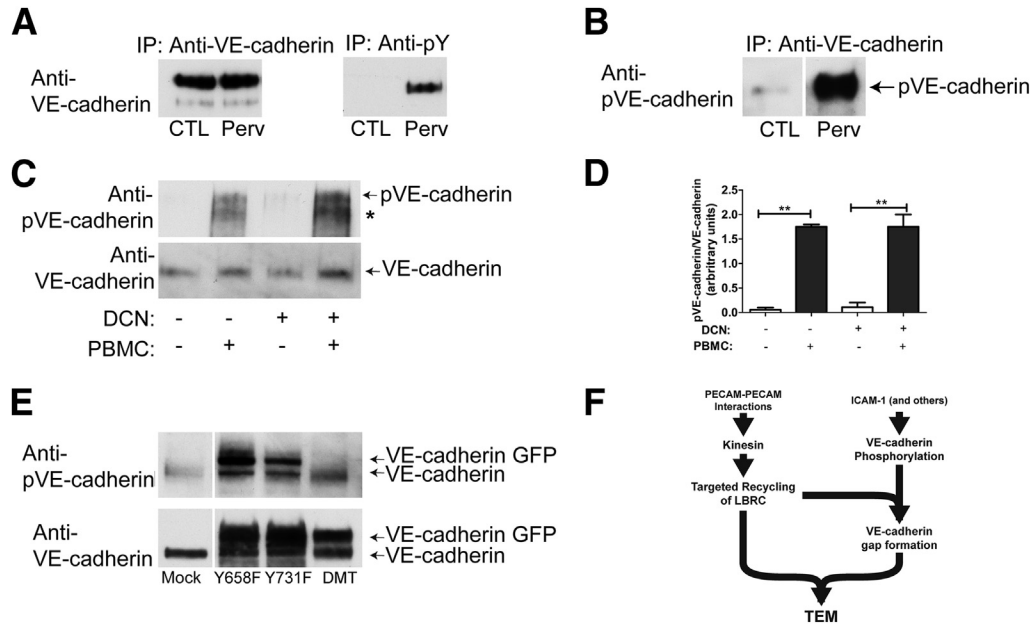 A
IP: Anti-VE-cadherin
IP: Anti-pY
Anti-
VE-cadherin
CTL Perv
CTL Perv
B
IP: Anti-VE-cadherin
Anti-
pVE-cadherin
pVE-cadherin
CTL Perv
C
Anti-
pVE-cadherin
pVE-cadherin
*
Anti-
VE-cadherin
VE-cadherin
DCN: - - + +
PBMC: - + - +
D
pVE-cadherin/VE-cadherin
(arbritrary units)
2.5
2.0
1.5
1.0
0.5
0.0
**
**
DCN: - - + +
PBMC: - + - +
E
Anti-
pVE-cadherin
VE-cadherin GFP
VE-cadherin
Anti-
VE-cadherin
VE-cadherin GFP
VE-cadherin
Mock Y658F Y731F DMT
F
PECAM-PECAM
Interactions
Kinesin
Targeted Recycling
of LBRC
ICAM-1 (and others)
VE-cadherin
Phosphorylation
VE-cadherin
gap formation
TEM